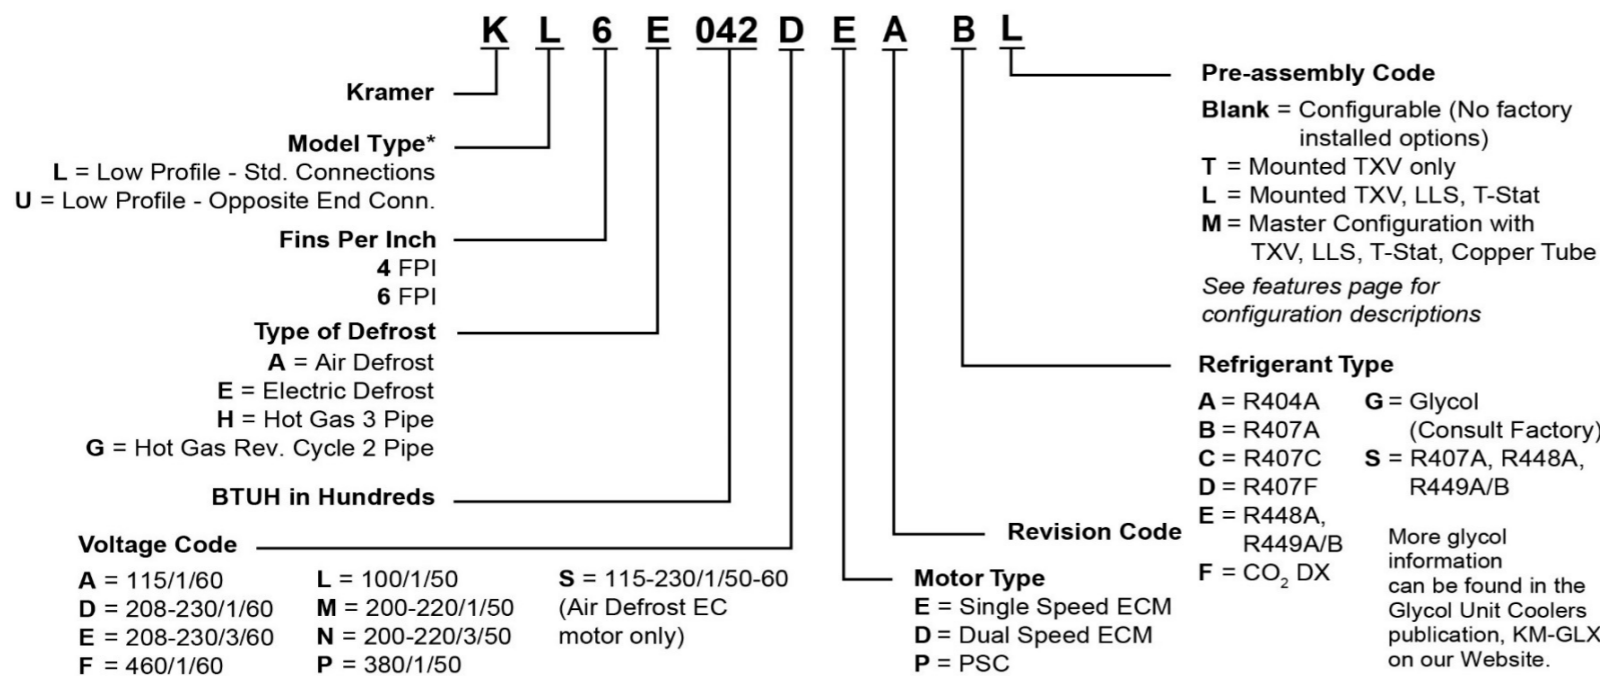 K L 6 E 042 D E A B L
Kramer
Model Type*
L = Low Profile - Std. Connections
U = Low Profile - Opposite End Conn.
Fins Per Inch
4 FPI
6 FPI
Type of Defrost
A = Air Defrost
E = Electric Defrost
H = Hot Gas 3 Pipe
G = Hot Gas Rev. Cycle 2 Pipe
BTUH in Hundreds
Voltage Code
A = 115/1/60
D = 208-230/1/60
E = 208-230/3/60
F = 460/1/60
L = 100/1/50
M = 200-220/1/50
N = 200-220/3/50
P = 380/1/50
S = 115-230/1/50-60
(Air Defrost EC
motor only)
Motor Type
E = Single Speed ECM
D = Dual Speed ECM
P = PSC
Revision Code
Pre-assembly Code
Blank = Configurable (No factory
installed options)
T = Mounted TXV only
L = Mounted TXV, LLS, T-Stat
M = Master Configuration with
TXV, LLS, T-Stat, Copper Tube
See features page for
configuration descriptions
Refrigerant Type
A = R404A
B = R407A
C = R407C
D = R407F
E = R448A,
R449A/B
F = CO2 DX
G = Glycol
(Consult Factory)
S = R407A, R448A,
R449A/B
More glycol
information
can be found in the
Glycol Unit Coolers
publication, KM-GLX
on our Website.